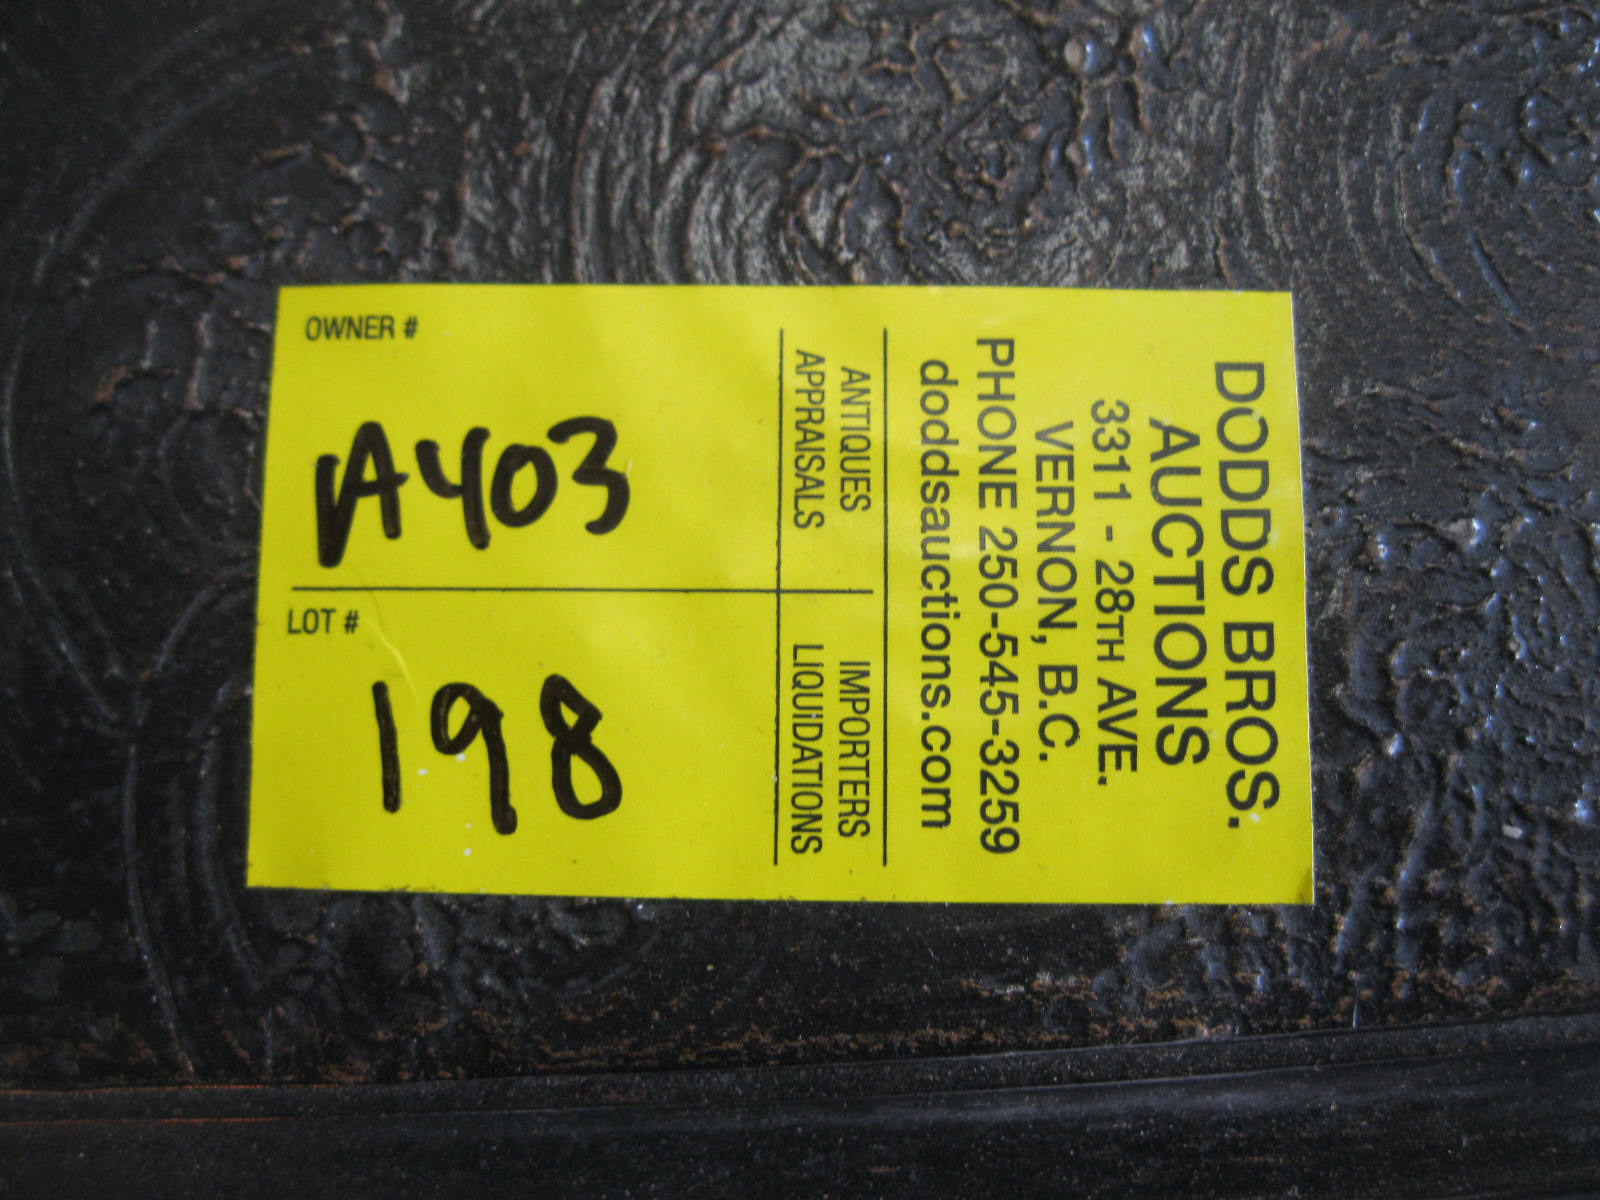 DODDS BROS.
AUCTIONS
3311 - 28TH AVE.
VERNON, B.C.
PHONE 250-545-3259
doddsauctions.com
ANTIQUES IMPORTERS
APPRAISALS LIQUIDATIONS
OWNER #
A403
LOT #
198